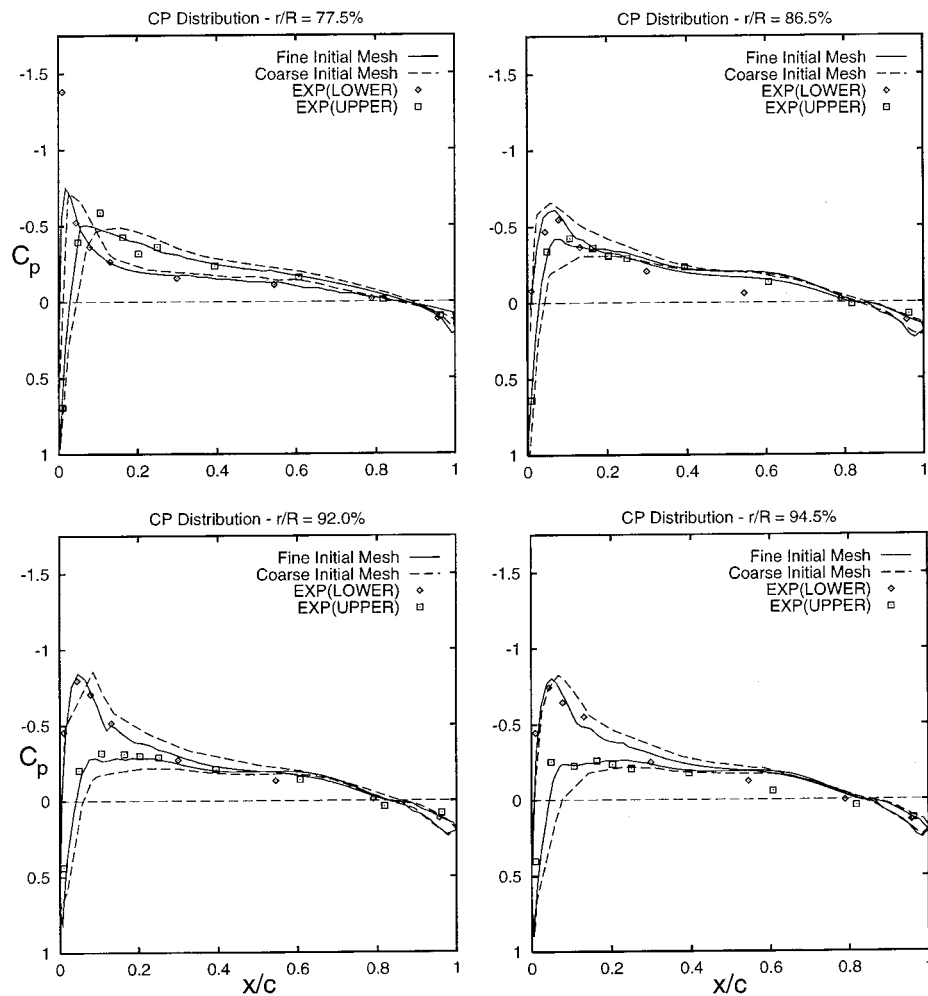 CP Distribution - r/R = 77.5%
Fine Initial Mesh
Coarse Initial Mesh
EXP(LOWER)
EXP(UPPER)
-1.5
-1
-0.5
Cp
0
0.5
1
0 0.2 0.4 0.6 0.8 1
CP Distribution - r/R = 86.5%
Fine Initial Mesh
Coarse Initial Mesh
EXP(LOWER)
EXP(UPPER)
-1.5
-1
-0.5
0
0.5
1
0 0.2 0.4 0.6 0.8 1
CP Distribution - r/R = 92.0%
Fine Initial Mesh
Coarse Initial Mesh
EXP(LOWER)
EXP(UPPER)
-1.5
-1
-0.5
Cp
0
0.5
1
0 0.2 0.4 0.6 0.8 1
x/c
CP Distribution - r/R = 94.5%
Fine Initial Mesh
Coarse Initial Mesh
EXP(LOWER)
EXP(UPPER)
-1.5
-1
-0.5
0
0.5
1
0 0.2 0.4 0.6 0.8 1
x/c